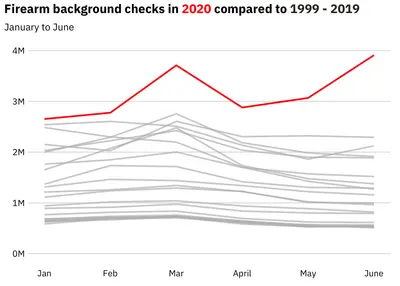 Firearm background checks in 2020 compared to 1999 - 2019
January to June
4M
3M
2M
1M
0M
Jan Feb Mar April May June